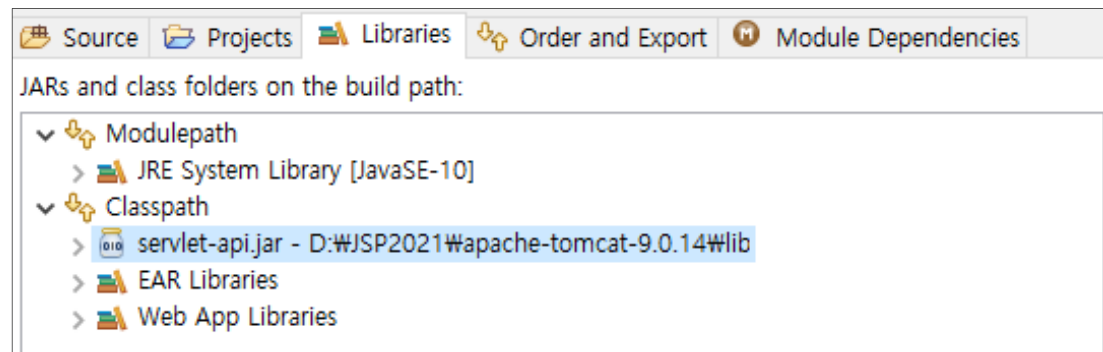 Source Projects Libraries Order and Export Module Dependencies
JARs and class folders on the build path:
Modulepath
JRE System Library [JavaSE-10]
Classpath
servlet-api.jar - D:₩JSP2021₩apache-tomcat-9.0.14₩lib
EAR Libraries
Web App Libraries